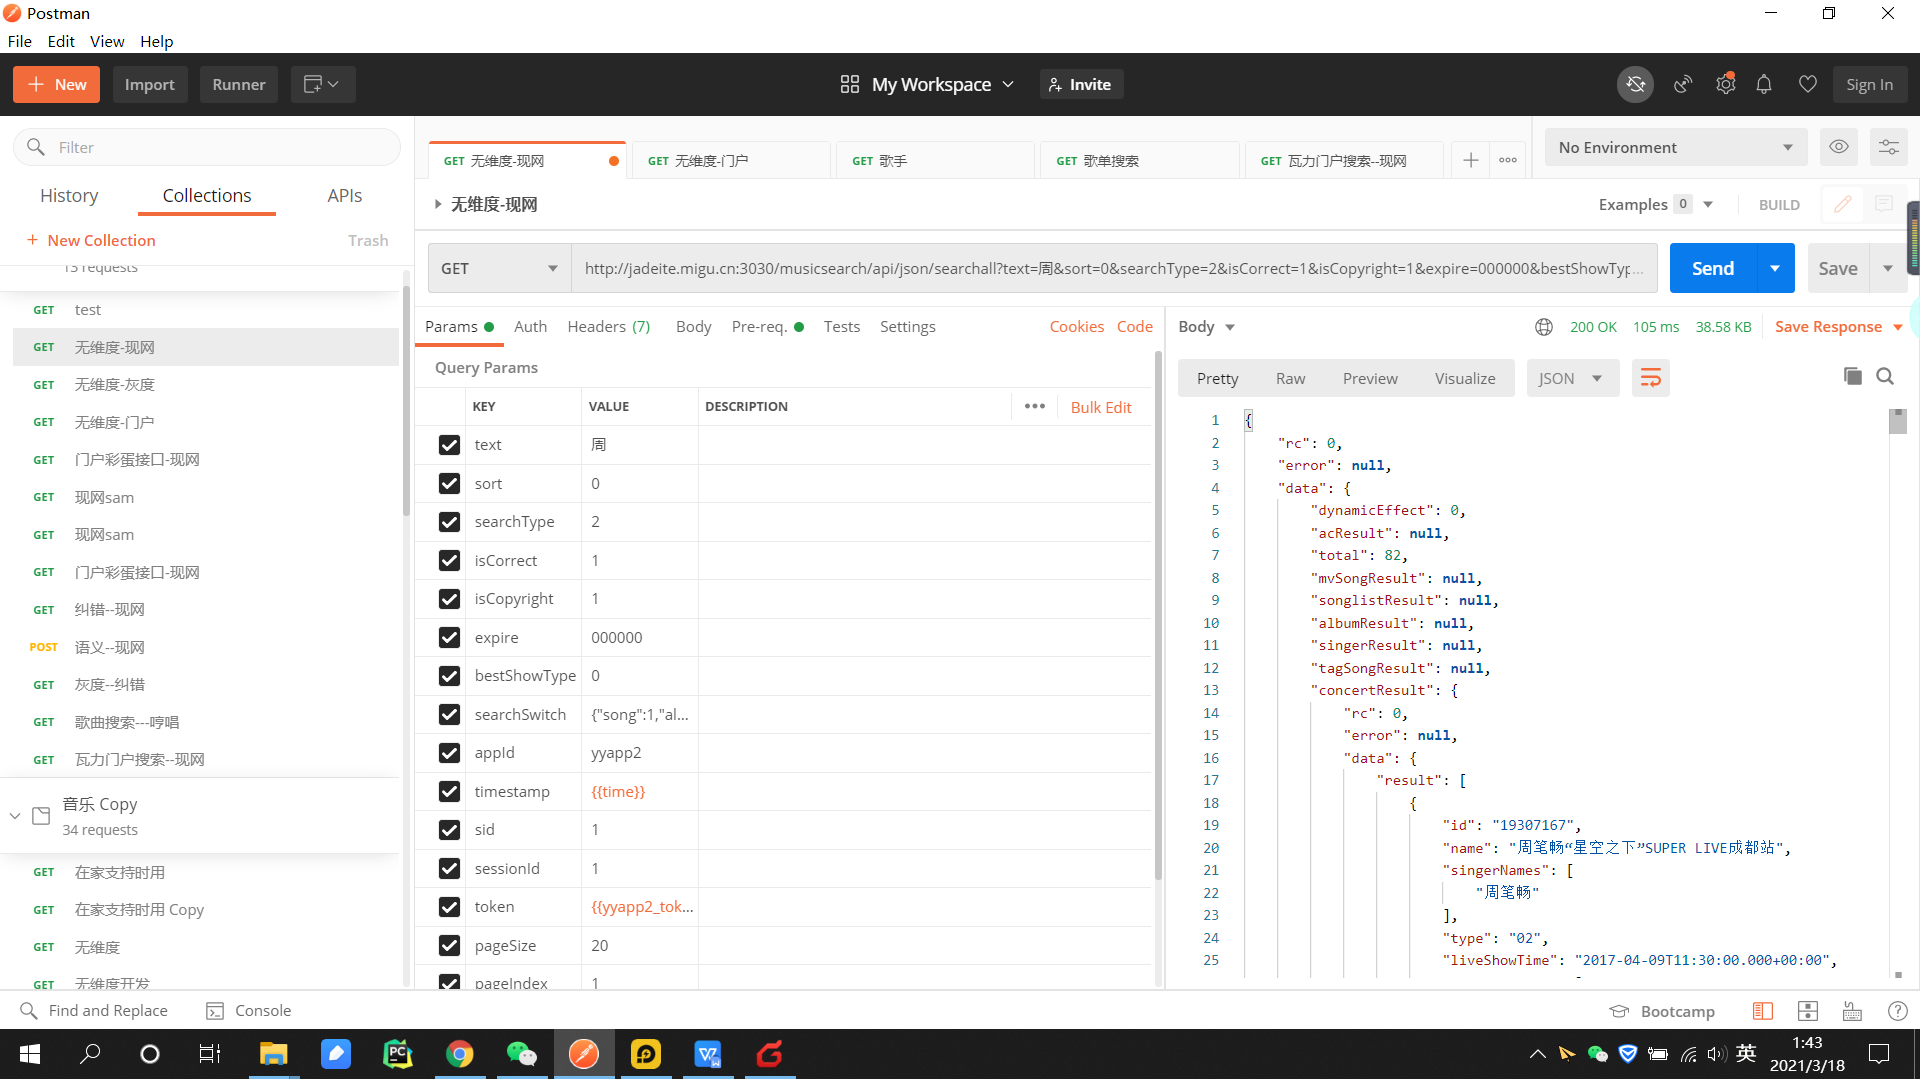 Postman
File Edit View Help
New Import Runner My Workspace Invite Sign In
Filter
History Collections APIs
+ New Collection Trash
13 requests
GET test
GET 无维度-现网
GET 无维度-灰度
GET 无维度-门户
GET 门户彩蛋接口-现网
GET 现网sam
GET 现网sam
GET 门户彩蛋接口-现网
GET 纠错--现网
POST 语义--现网
GET 灰度--纠错
GET 歌曲搜索---哼唱
GET 瓦力门户搜索--现网
音乐 Copy
34 requests
GET 在家支持时用
GET 在家支持时用 Copy
GET 无维度
GET 无维度开发
GET 无维度-现网 GET 无维度-门户 GET 歌手 GET 歌单搜索 GET 瓦力门户搜索--现网
No Environment
无维度-现网
Examples 0 BUILD
GET http://jadeite.migu.cn:3030/musicsearch/api/json/searchall?text=周&sort=0&searchType=2&isCorrect=1&isCopyright=1&expire=000000&bestShowTyp...
Send Save
Params Auth Headers (7) Body Pre-req. Tests Settings Cookies Code
Query Params
KEY VALUE DESCRIPTION Bulk Edit
text 周
sort 0
searchType 2
isCorrect 1
isCopyright 1
expire 000000
bestShowType 0
searchSwitch {"song":1,"al...
appId yyapp2
timestamp {{time}}
sid 1
sessionId 1
token {{yyapp2_tok...
pageSize 20
pageIndex 1
Body 200 OK 105 ms 38.58 KB Save Response
Pretty Raw Preview Visualize JSON
1 {
2 "rc": 0,
3 "error": null,
4 "data": {
5 "dynamicEffect": 0,
6 "acResult": null,
7 "total": 82,
8 "mvSongResult": null,
9 "songlistResult": null,
10 "albumResult": null,
11 "singerResult": null,
12 "tagSongResult": null,
13 "concertResult": {
14 "rc": 0,
15 "error": null,
16 "data": {
17 "result": [
18 {
19 "id": "19307167",
20 "name": "周笔畅“星空之下”SUPER LIVE成都站",
21 "singerNames": [
22 "周笔畅"
23 ],
24 "type": "02",
25 "liveShowTime": "2017-04-09T11:30:00.000+00:00",
Find and Replace Console Bootcamp
英
1:43
2021/3/18